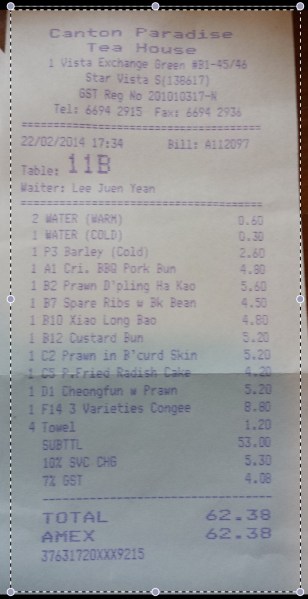 Canton Paradise
Tea House
1 Vista Exchange Green #B1-45/46
Star Vista S(138617)
GST Reg No 201010317-N
Tel: 6694 2915 Fax: 6694 2936
22/02/2014 17:34 Bill: A112097
Table: 11B
Waiter: Lee Juen Yean
2 WATER (WARM) 0.60
1 WATER (COLD) 0.30
1 P3 Barley (Cold) 2.60
1 A1 Cri. BBQ Pork Bun 4.80
1 B2 Prawn D'pling Ha Kao 5.60
1 B7 Spare Ribs w Bk Bean 4.50
1 B10 Xiao Long Bao 4.80
1 B12 Custard Bun 5.20
1 C2 Prawn in B'curd Skin 5.20
1 C5 P.Fried Radish Cake 4.20
1 D1 Cheongfun w Prawn 5.20
1 F14 3 Varieties Congee 8.80
4 Towel 1.20
SUBTTL 53.00
10% SVC CHG 5.30
7% GST 4.08
TOTAL 62.38
AMEX 62.38
37631720XXX9215